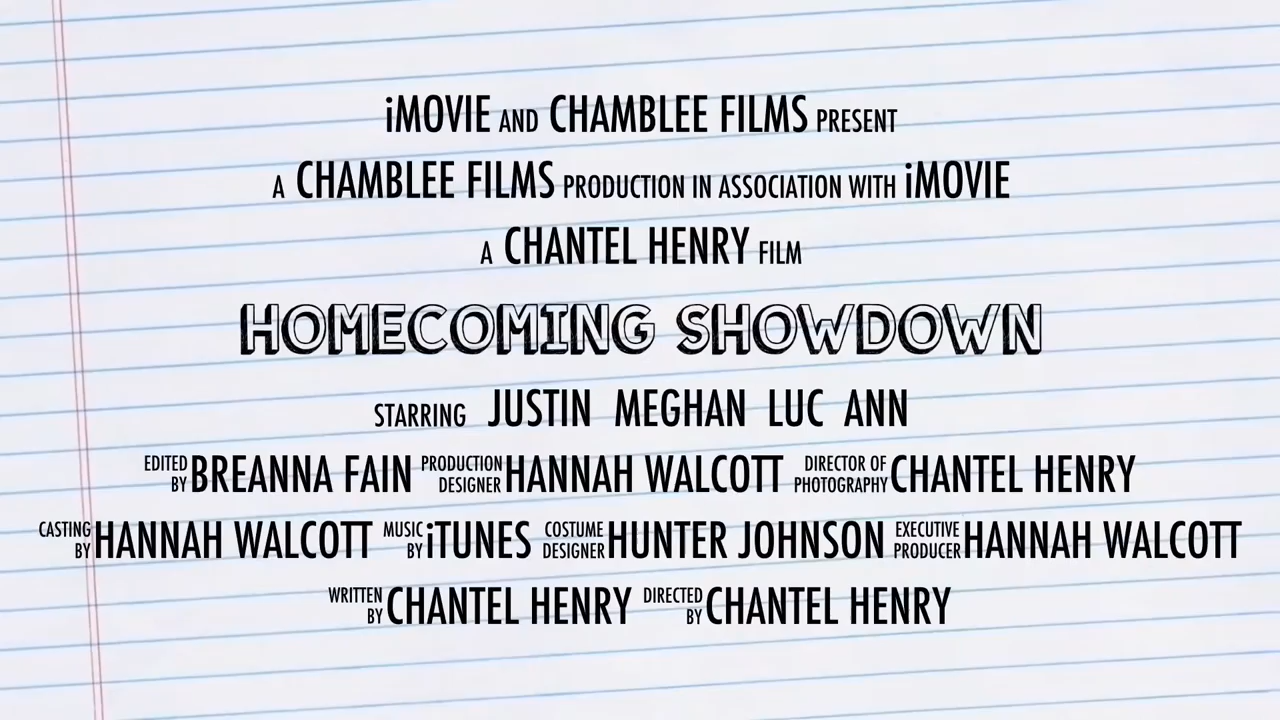 iMOVIE AND CHAMBLEE FILMS PRESENT
A CHAMBLEE FILMS PRODUCTION IN ASSOCIATION WITH iMOVIE
A CHANTEL HENRY FILM
HOMECOMING SHOWDOWN
STARRING JUSTIN MEGHAN LUC ANN
EDITED BY BREANNA FAIN PRODUCTION DESIGNER HANNAH WALCOTT DIRECTOR OF PHOTOGRAPHY CHANTEL HENRY
CASTING BY HANNAH WALCOTT MUSIC BY iTUNES COSTUME DESIGNER HUNTER JOHNSON EXECUTIVE PRODUCER HANNAH WALCOTT
WRITTEN BY CHANTEL HENRY DIRECTED BY CHANTEL HENRY